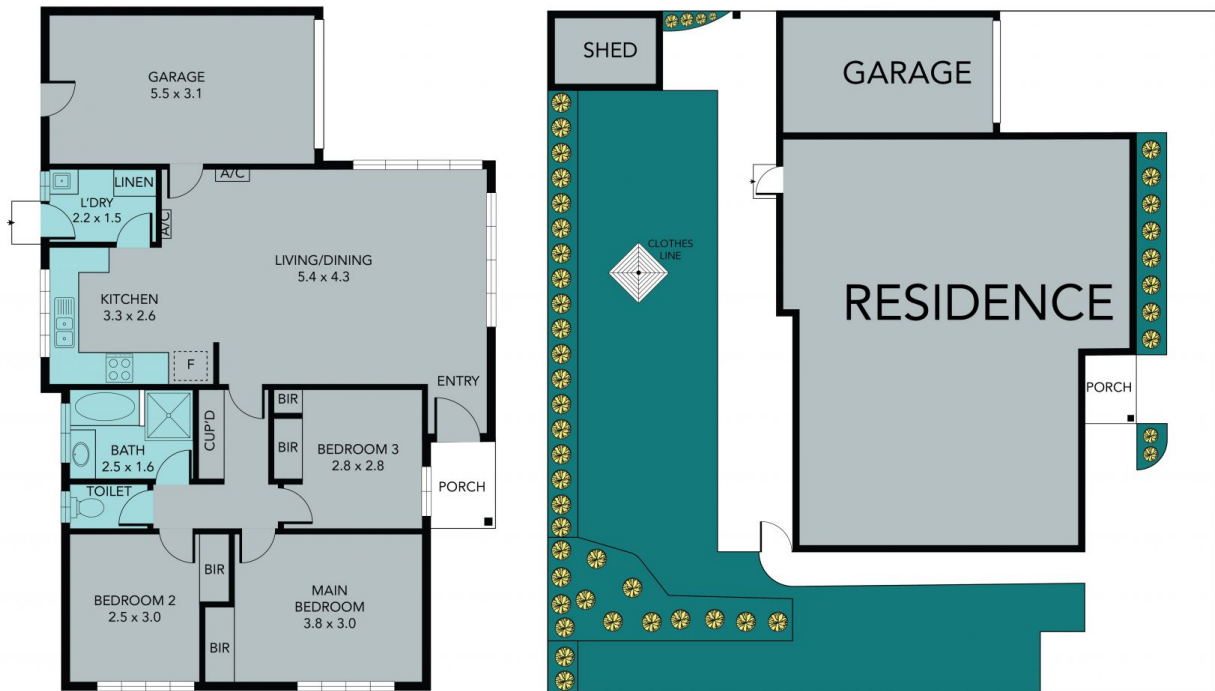 GARAGE
5.5 x 3.1
A/C
LINEN
L'DRY
2.2 x 1.5
A/C
LIVING/DINING
5.4 x 4.3
KITCHEN
3.3 x 2.6
F
ENTRY
BIR
CUP'D
BIR
BEDROOM 3
2.8 x 2.8
BATH
2.5 x 1.6
TOILET
PORCH
BIR
BEDROOM 2
2.5 x 3.0
MAIN
BEDROOM
3.8 x 3.0
BIR
SHED
GARAGE
CLOTHES
LINE
RESIDENCE
PORCH